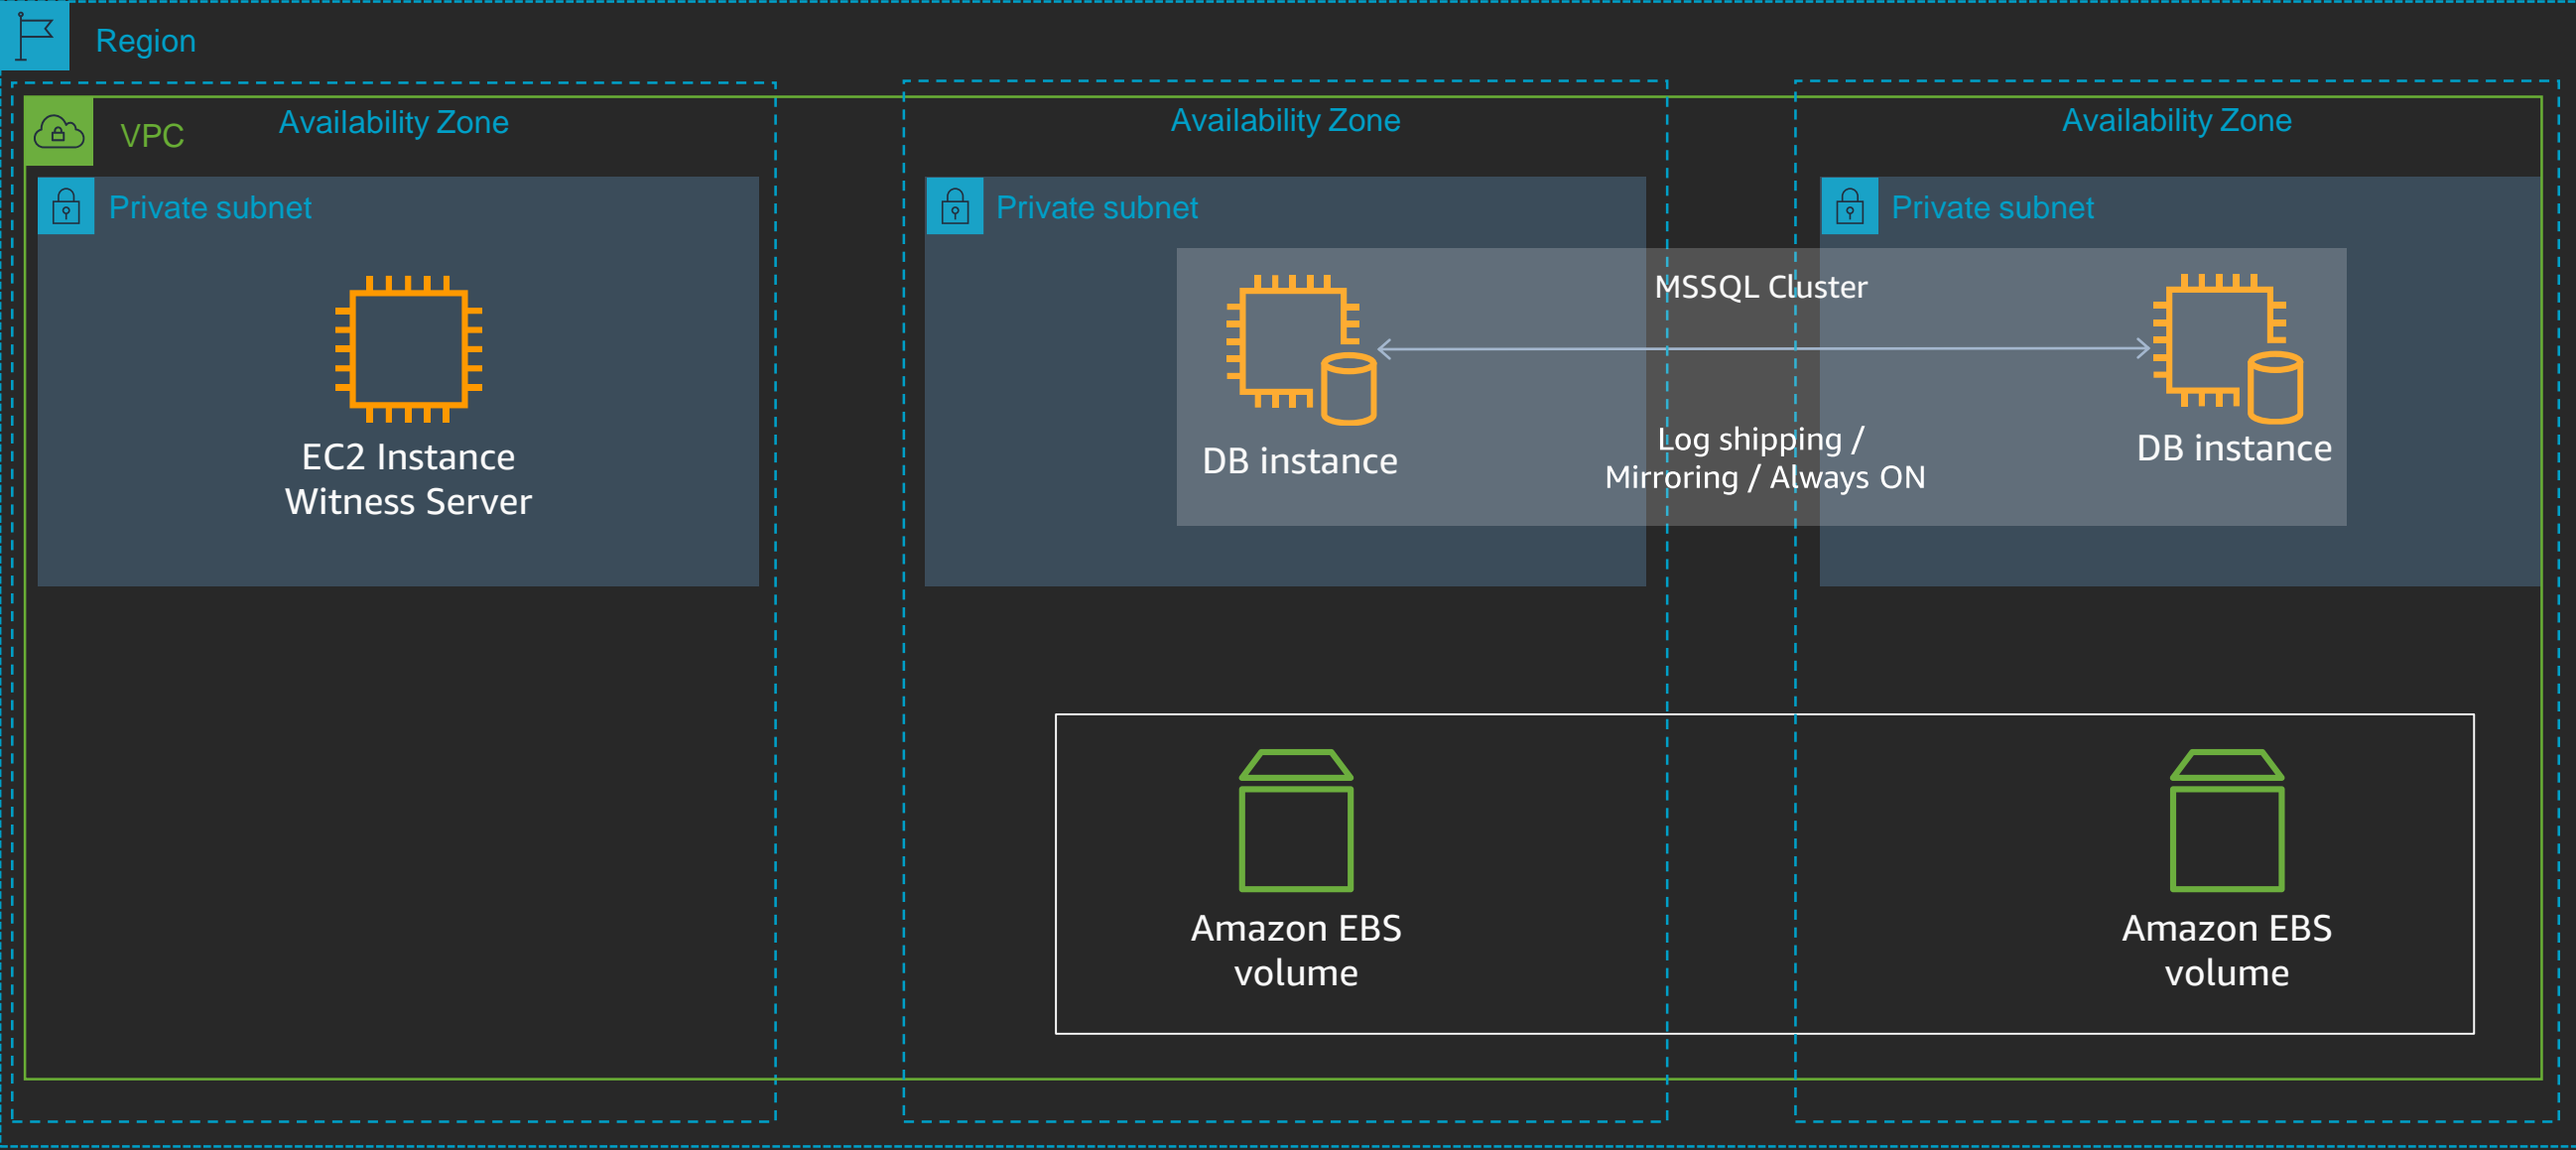 Region
VPC
Availability Zone
Availability Zone
Availability Zone
Private subnet
Private subnet
Private subnet
EC2 Instance
Witness Server
DB instance
MSSQL Cluster
Log shipping /
Mirroring / Always ON
DB instance
Amazon EBS
volume
Amazon EBS
volume